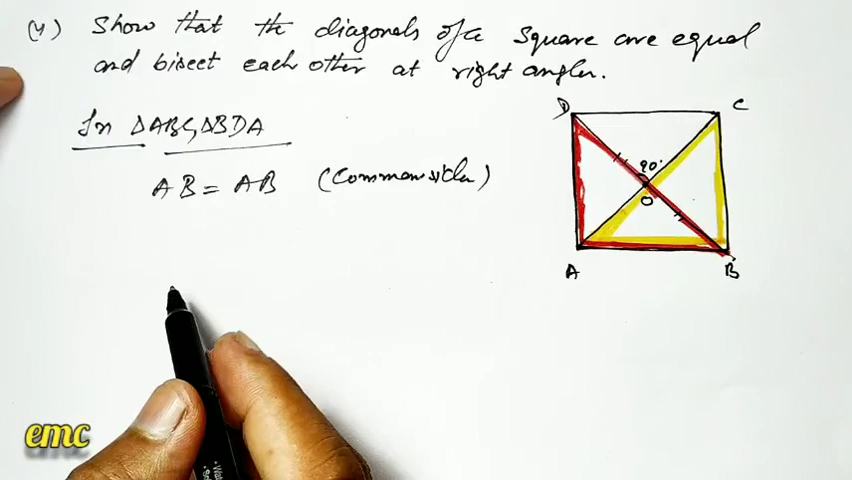 (4) Show that the diagonals of a square are equal
and bisect each other at right angles.
In ΔABC, ΔBDA
AB = AB (Common side)
D C
90°
O
A B
emc